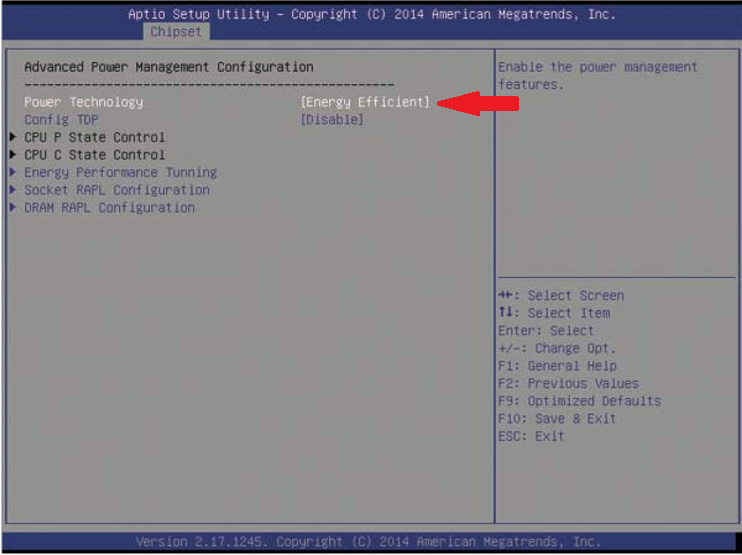 Aptio Setup Utility – Copyright (C) 2014 American Megatrends, Inc.
Chipset
Advanced Power Management Configuration
--------------------------------------------------
Power Technology [Energy Efficient]
Config TDP [Disable]
CPU P State Control
CPU C State Control
Energy Performance Tunning
Socket RAPL Configuration
DRAM RAPL Configuration
Enable the power management
features.
→←: Select Screen
↑↓: Select Item
Enter: Select
+/-: Change Opt.
F1: General Help
F2: Previous Values
F9: Optimized Defaults
F10: Save & Exit
ESC: Exit
Version 2.17.1245. Copyright (C) 2014 American Megatrends, Inc.